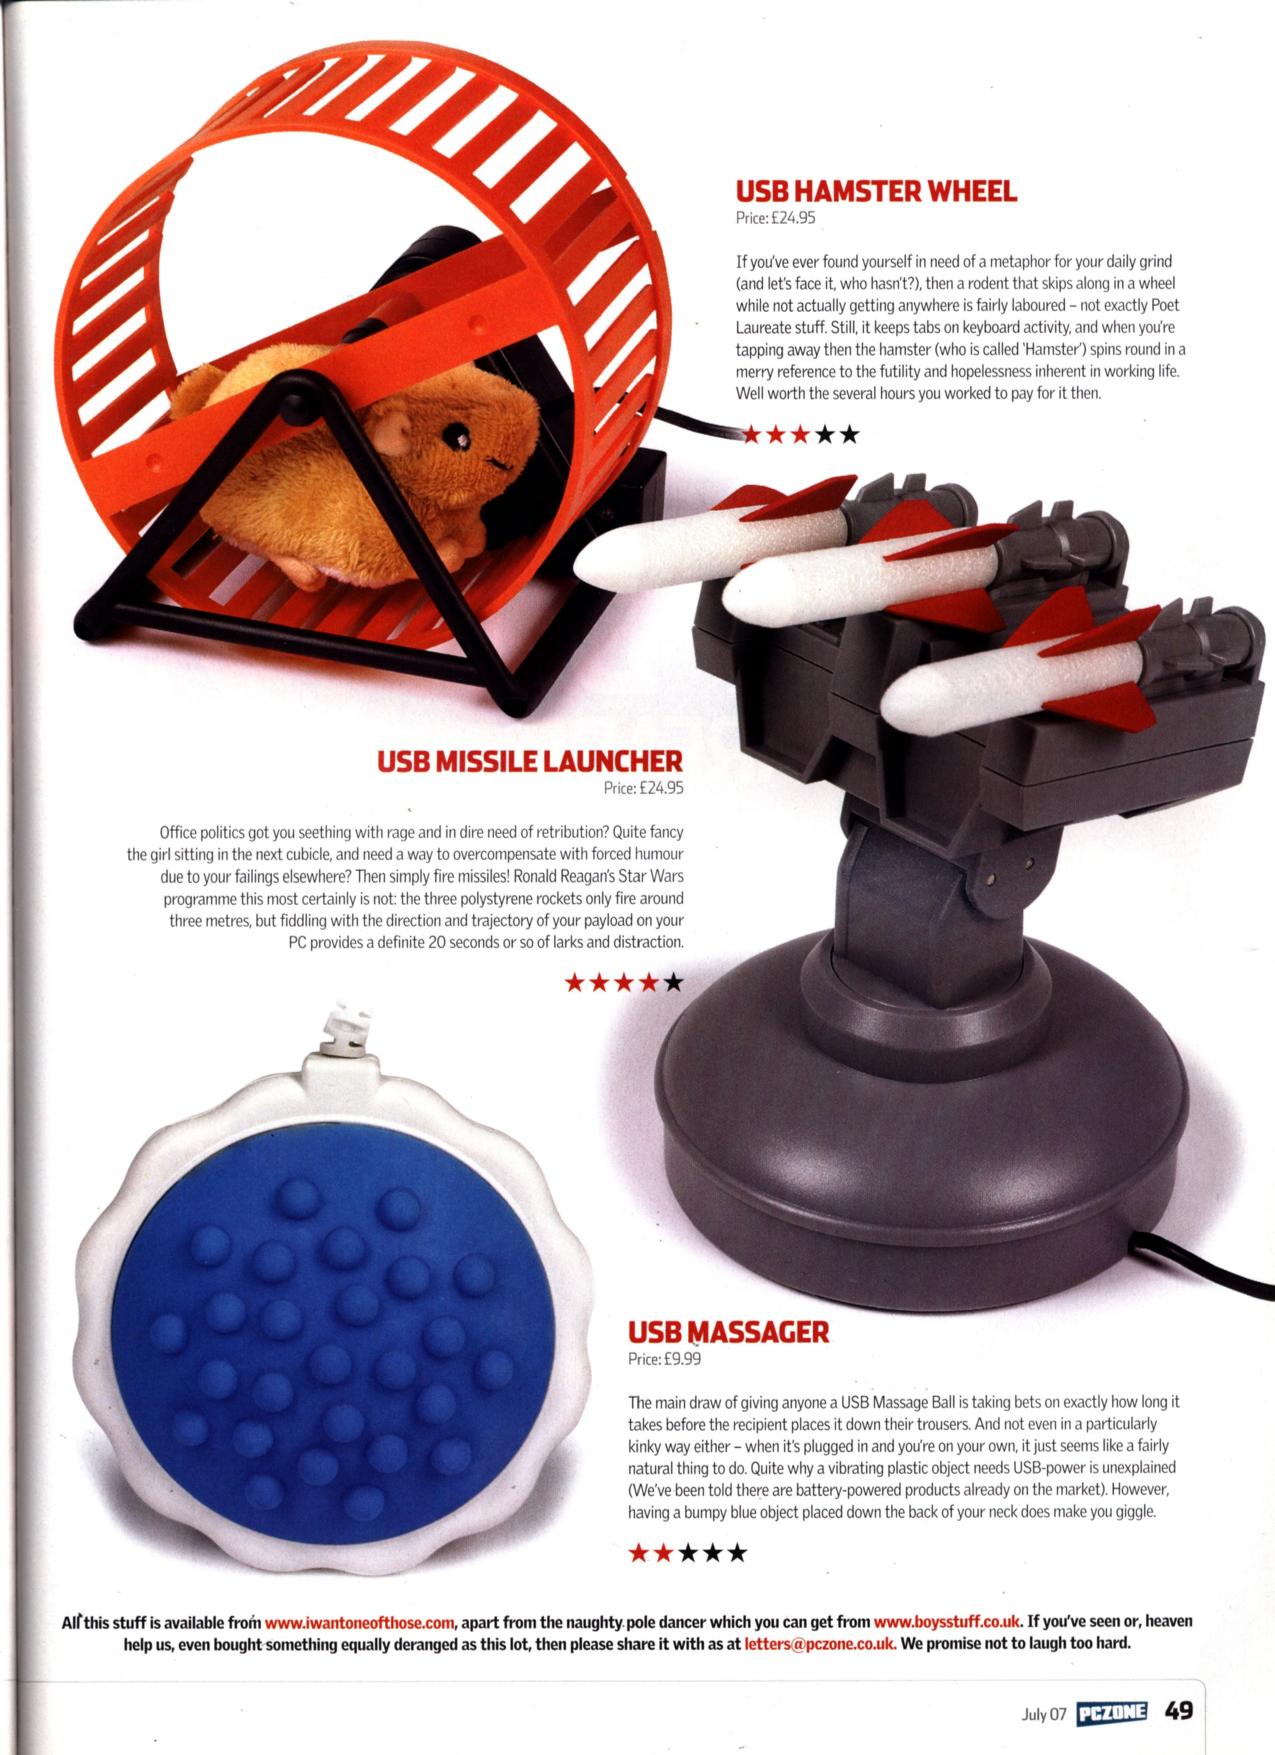 USB HAMSTER WHEEL
Price: £24.95
If you've ever found yourself in need of a metaphor for your daily grind
(and let's face it, who hasn't?), then a rodent that skips along in a wheel
while not actually getting anywhere is fairly laboured – not exactly Poet
Laureate stuff. Still, it keeps tabs on keyboard activity, and when you're
tapping away then the hamster (who is called 'Hamster') spins round in a
merry reference to the futility and hopelessness inherent in working life.
Well worth the several hours you worked to pay for it then.
USB MISSILE LAUNCHER
Price: £24.95
Office politics got you seething with rage and in dire need of retribution? Quite fancy
the girl sitting in the next cubicle, and need a way to overcompensate with forced humour
due to your failings elsewhere? Then simply fire missiles! Ronald Reagan's Star Wars
programme this most certainly is not: the three polystyrene rockets only fire around
three metres, but fiddling with the direction and trajectory of your payload on your
PC provides a definite 20 seconds or so of larks and distraction.
USB MASSAGER
Price: £9.99
The main draw of giving anyone a USB Massage Ball is taking bets on exactly how long it
takes before the recipient places it down their trousers. And not even in a particularly
kinky way either – when it's plugged in and you're on your own, it just seems like a fairly
natural thing to do. Quite why a vibrating plastic object needs USB-power is unexplained
(We've been told there are battery-powered products already on the market). However,
having a bumpy blue object placed down the back of your neck does make you giggle.
All this stuff is available from www.iwantoneofthose.com, apart from the naughty pole dancer which you can get from www.boysstuff.co.uk. If you've seen or, heaven
help us, even bought something equally deranged as this lot, then please share it with as at letters@pczone.co.uk. We promise not to laugh too hard.
July 07 PCZONE 49